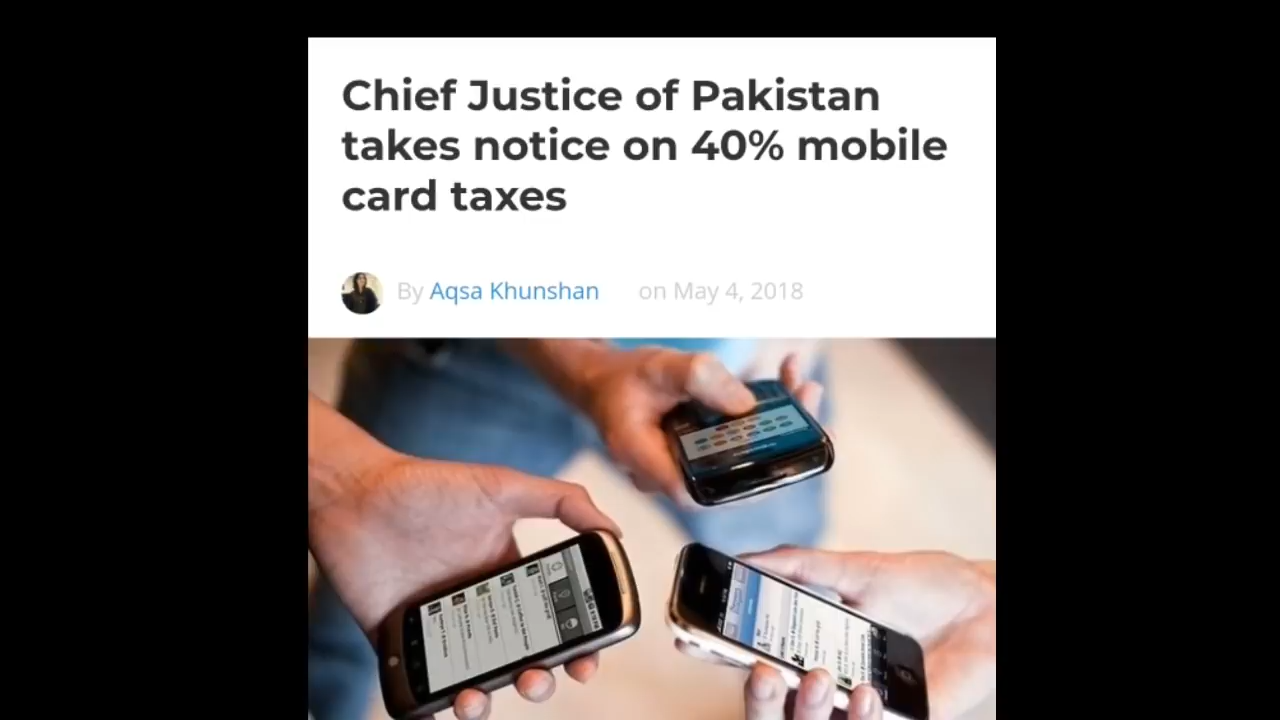 Chief Justice of Pakistan
takes notice on 40% mobile
card taxes
By Aqsa Khunshan on May 4, 2018